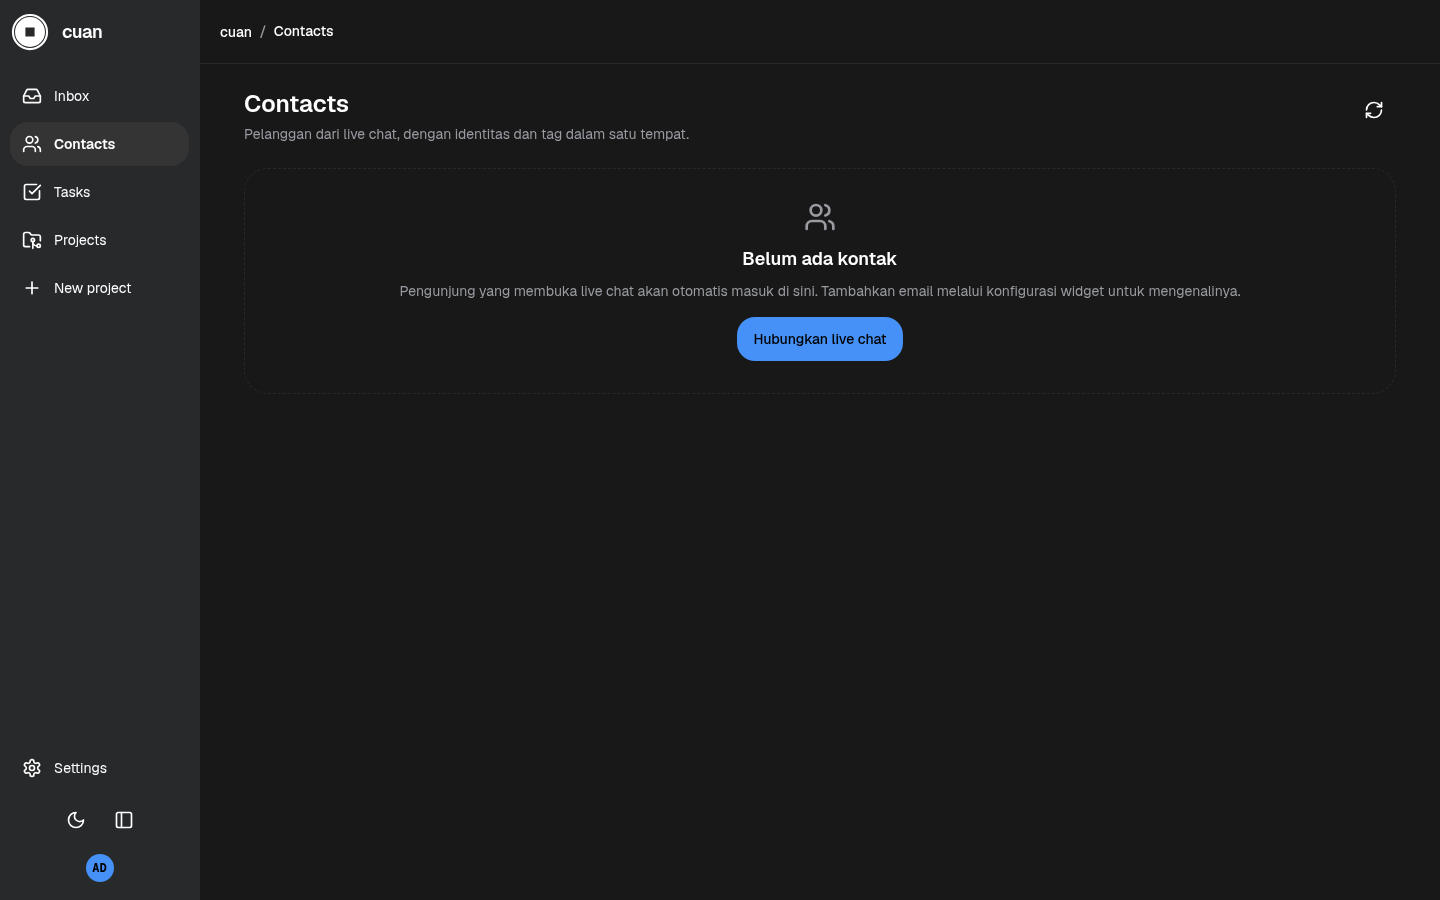 cuan
Inbox
Contacts
Tasks
Projects
New project
Settings
AD
cuan / Contacts
Contacts
Pelanggan dari live chat, dengan identitas dan tag dalam satu tempat.
Belum ada kontak
Pengunjung yang membuka live chat akan otomatis masuk di sini. Tambahkan email melalui konfigurasi widget untuk mengenalinya.
Hubungkan live chat